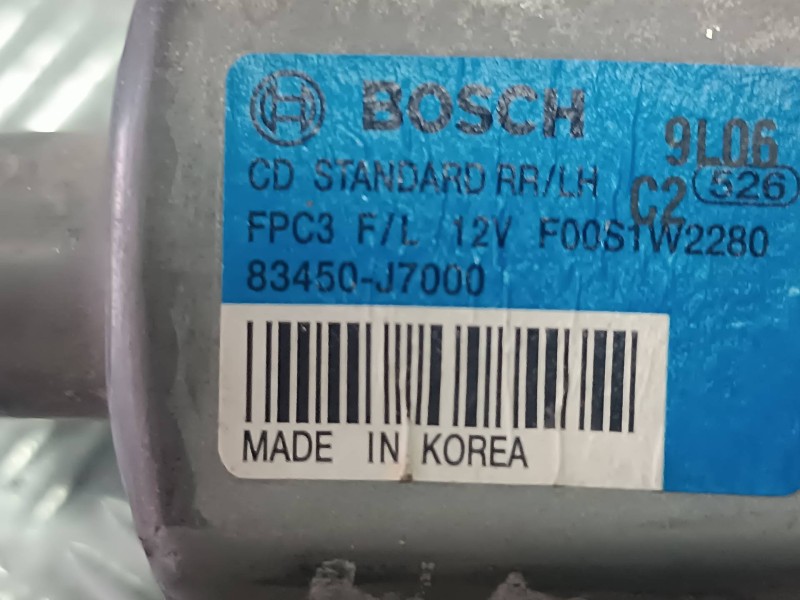 BOSCH
9L06
CD STANDARD RR/LH
C2 526
FPC3 F/L 12V F00S1W2280
83450-J7000
MADE IN KOREA